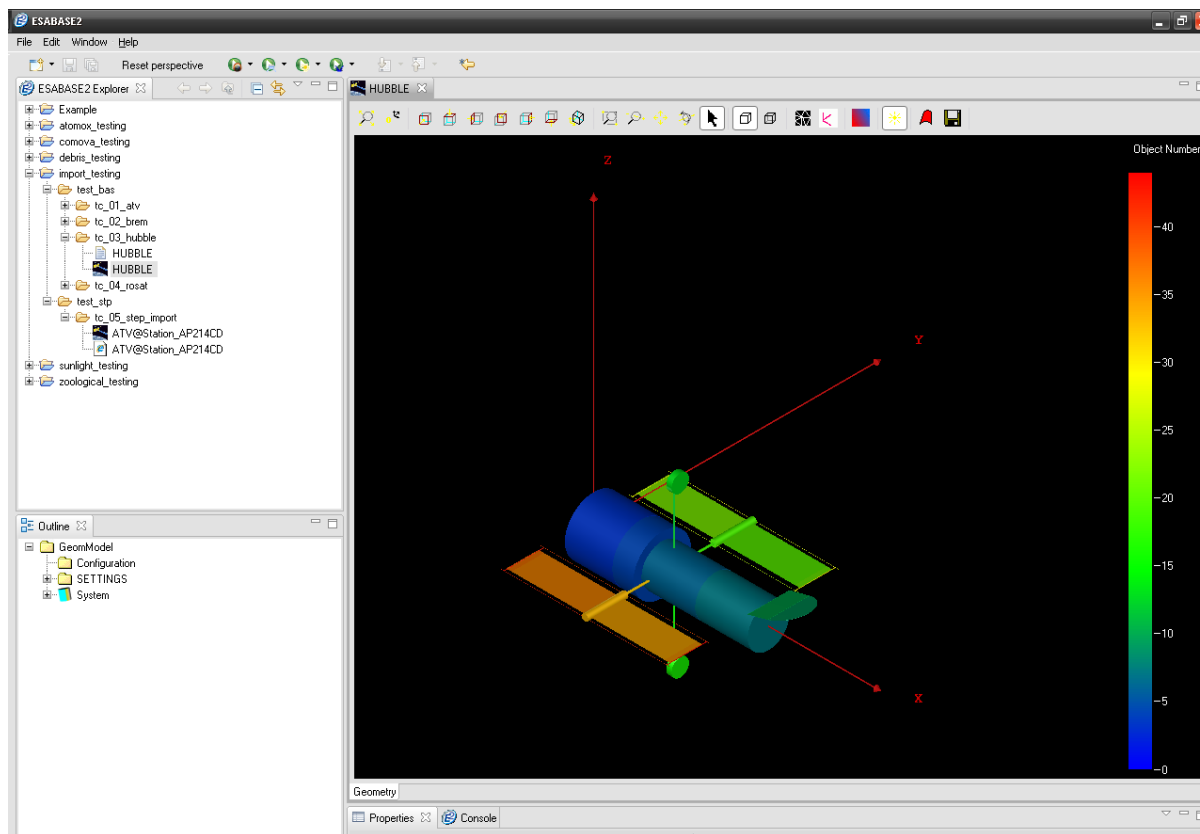 ESABASE2
File Edit Window Help
Reset perspective
ESABASE2 Explorer
Example
atomox_testing
comova_testing
debris_testing
import_testing
test_bas
tc_01_atv
tc_02_brem
tc_03_hubble
HUBBLE
HUBBLE
tc_04_rosat
test_stp
tc_05_step_import
ATV@Station_AP214CD
ATV@Station_AP214CD
sunlight_testing
zoological_testing
Outline
GeomModel
Configuration
SETTINGS
System
HUBBLE
Object Number
Z
Y
X
40
35
30
25
20
15
10
5
0
Geometry
Properties
Console